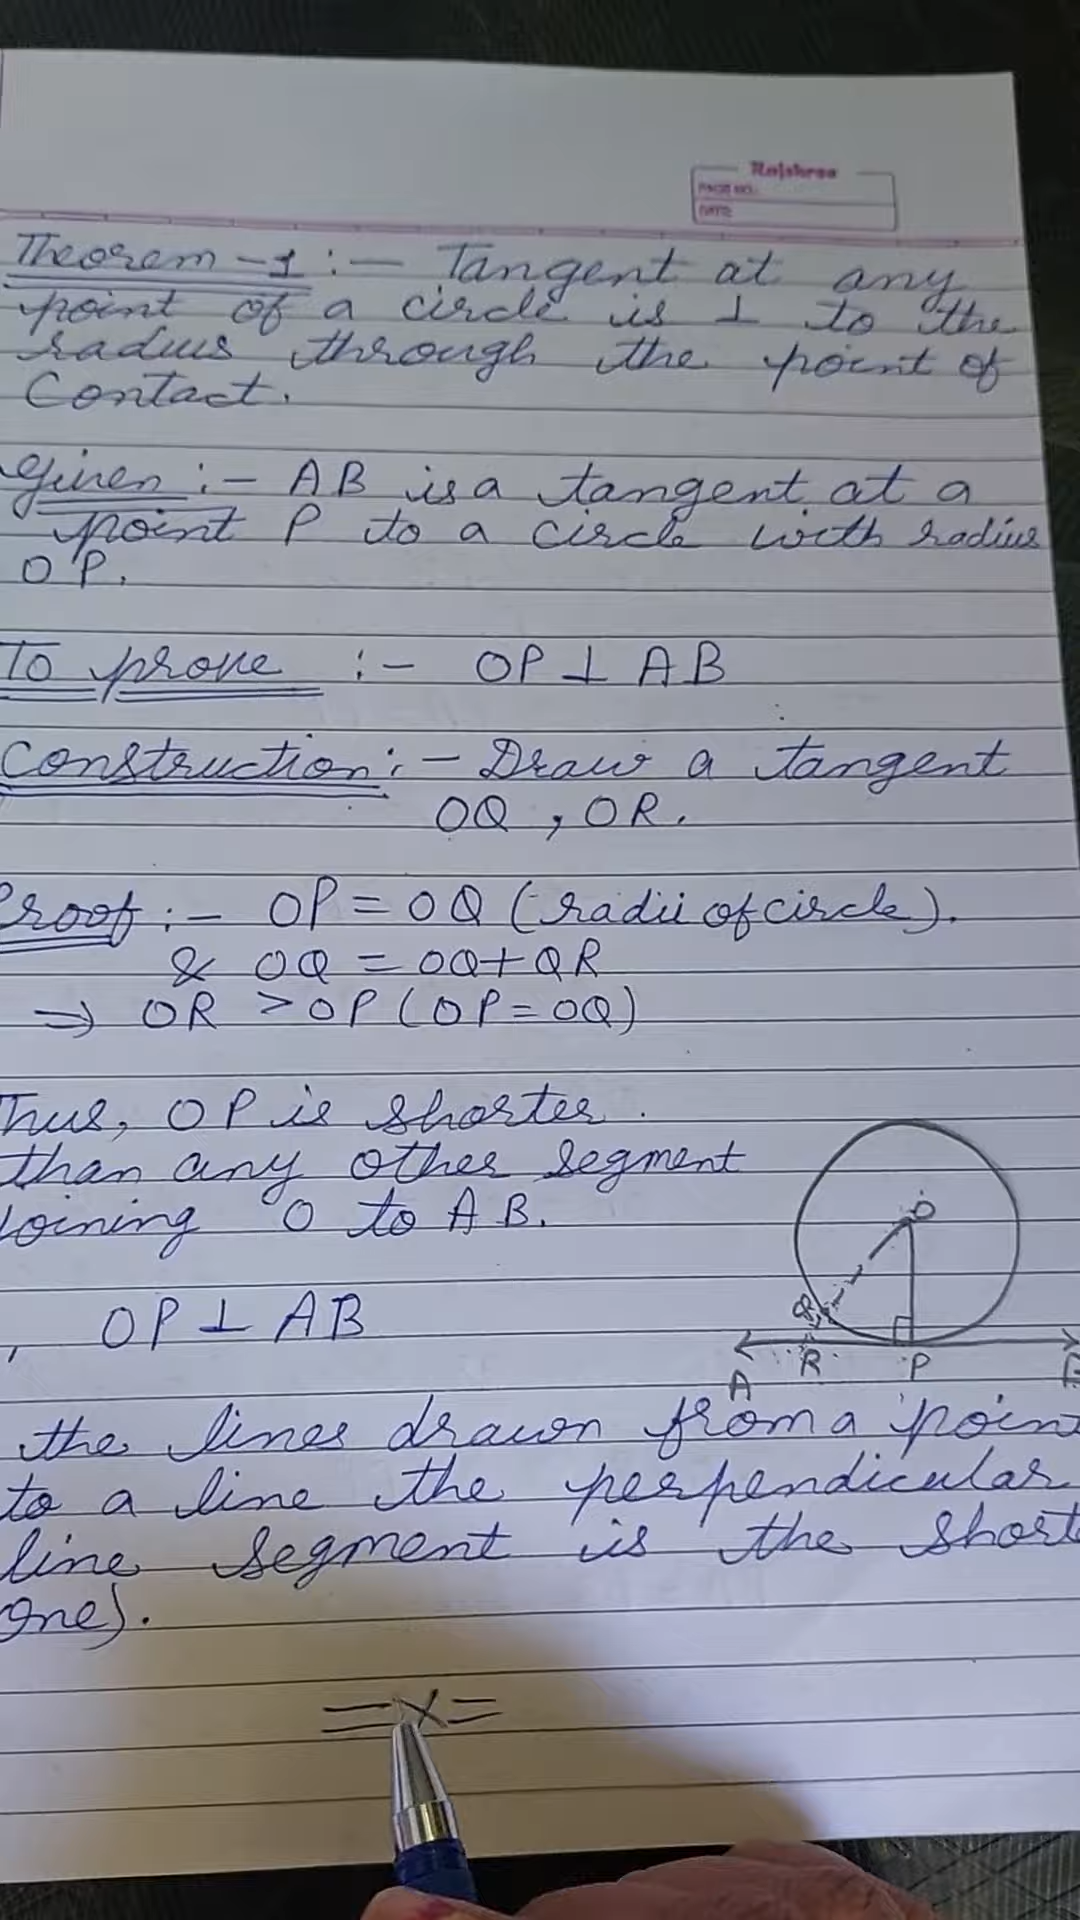 Rajshree
PAGE NO.
DATE
Theorem-1 :- Tangent at any
point of a circle is ⊥ to the
radius through the point of
Contact.
Given :- AB is a tangent at a
point P to a circle with radius
OP.
To prove :- OP ⊥ AB
Construction :- Draw a tangent
OQ , OR.
Proof :- OP = OQ (radii of circle).
& OQ = OQ+QR
⇒ OR > OP (OP=OQ)
Thus, OP is shorter
than any other segment
joining O to AB.
O
, OP ⊥ AB
Q
A R P B
the lines drawn from a point
to a line the perpendicular
line segment is the short
one).
=X=